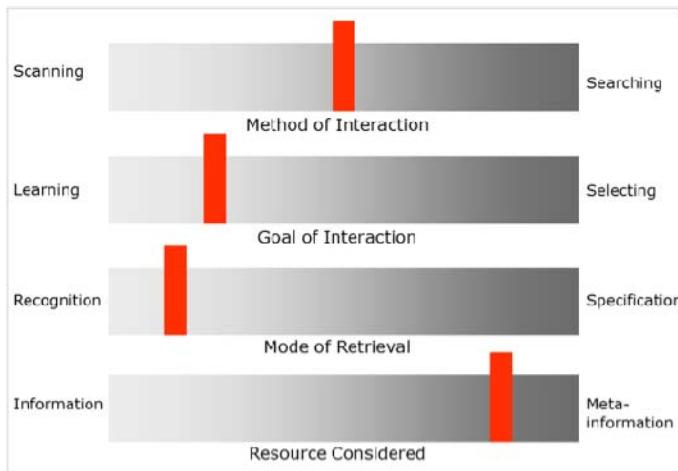 Scanning
Searching
Method of Interaction
Learning
Selecting
Goal of Interaction
Recognition
Specification
Mode of Retrieval
Information
Meta-
information
Resource Considered